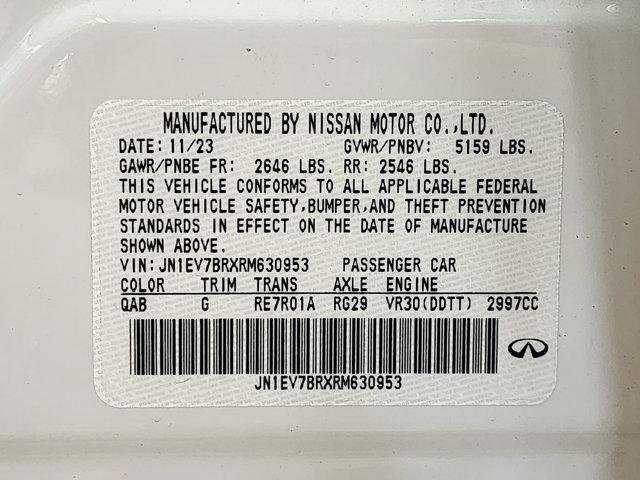 MANUFACTURED BY NISSAN MOTOR CO.,LTD.
DATE: 11/23 GVWR/PNBV: 5159 LBS.
GAWR/PNBE FR: 2646 LBS. RR: 2546 LBS.
THIS VEHICLE CONFORMS TO ALL APPLICABLE FEDERAL
MOTOR VEHICLE SAFETY,BUMPER,AND THEFT PREVENTION
STANDARDS IN EFFECT ON THE DATE OF MANUFACTURE
SHOWN ABOVE.
VIN:JN1EV7BRXRM630953 PASSENGER CAR
COLOR TRIM TRANS AXLE ENGINE
QAB G RE7R01A RG29 VR30(DDTT) 2997CC
JN1EV7BRXRM630953